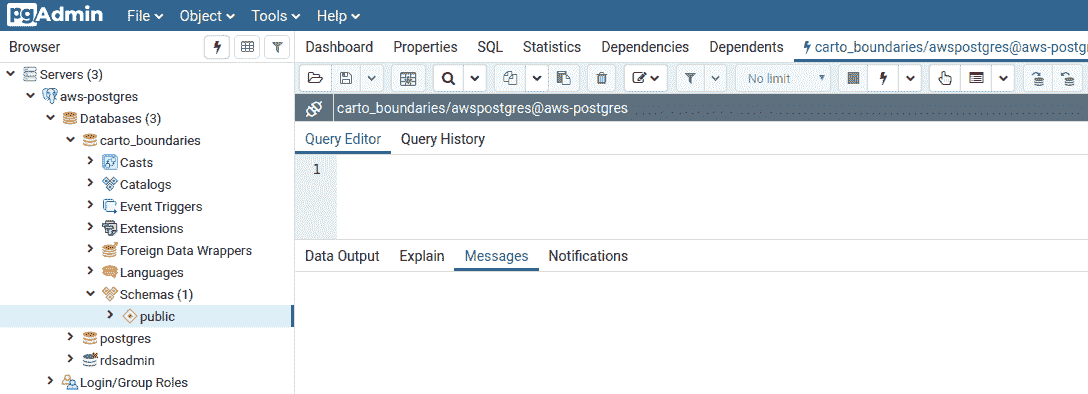 pgAdmin File Object Tools Help
Browser
Dashboard Properties SQL Statistics Dependencies Dependents carto_boundaries/awspostgres@aws-postgr
Servers (3)
aws-postgres
Databases (3)
carto_boundaries
Casts
Catalogs
Event Triggers
Extensions
Foreign Data Wrappers
Languages
Schemas (1)
public
postgres
rdsadmin
Login/Group Roles
No limit
carto_boundaries/awspostgres@aws-postgres
Query Editor Query History
1
Data Output Explain Messages Notifications